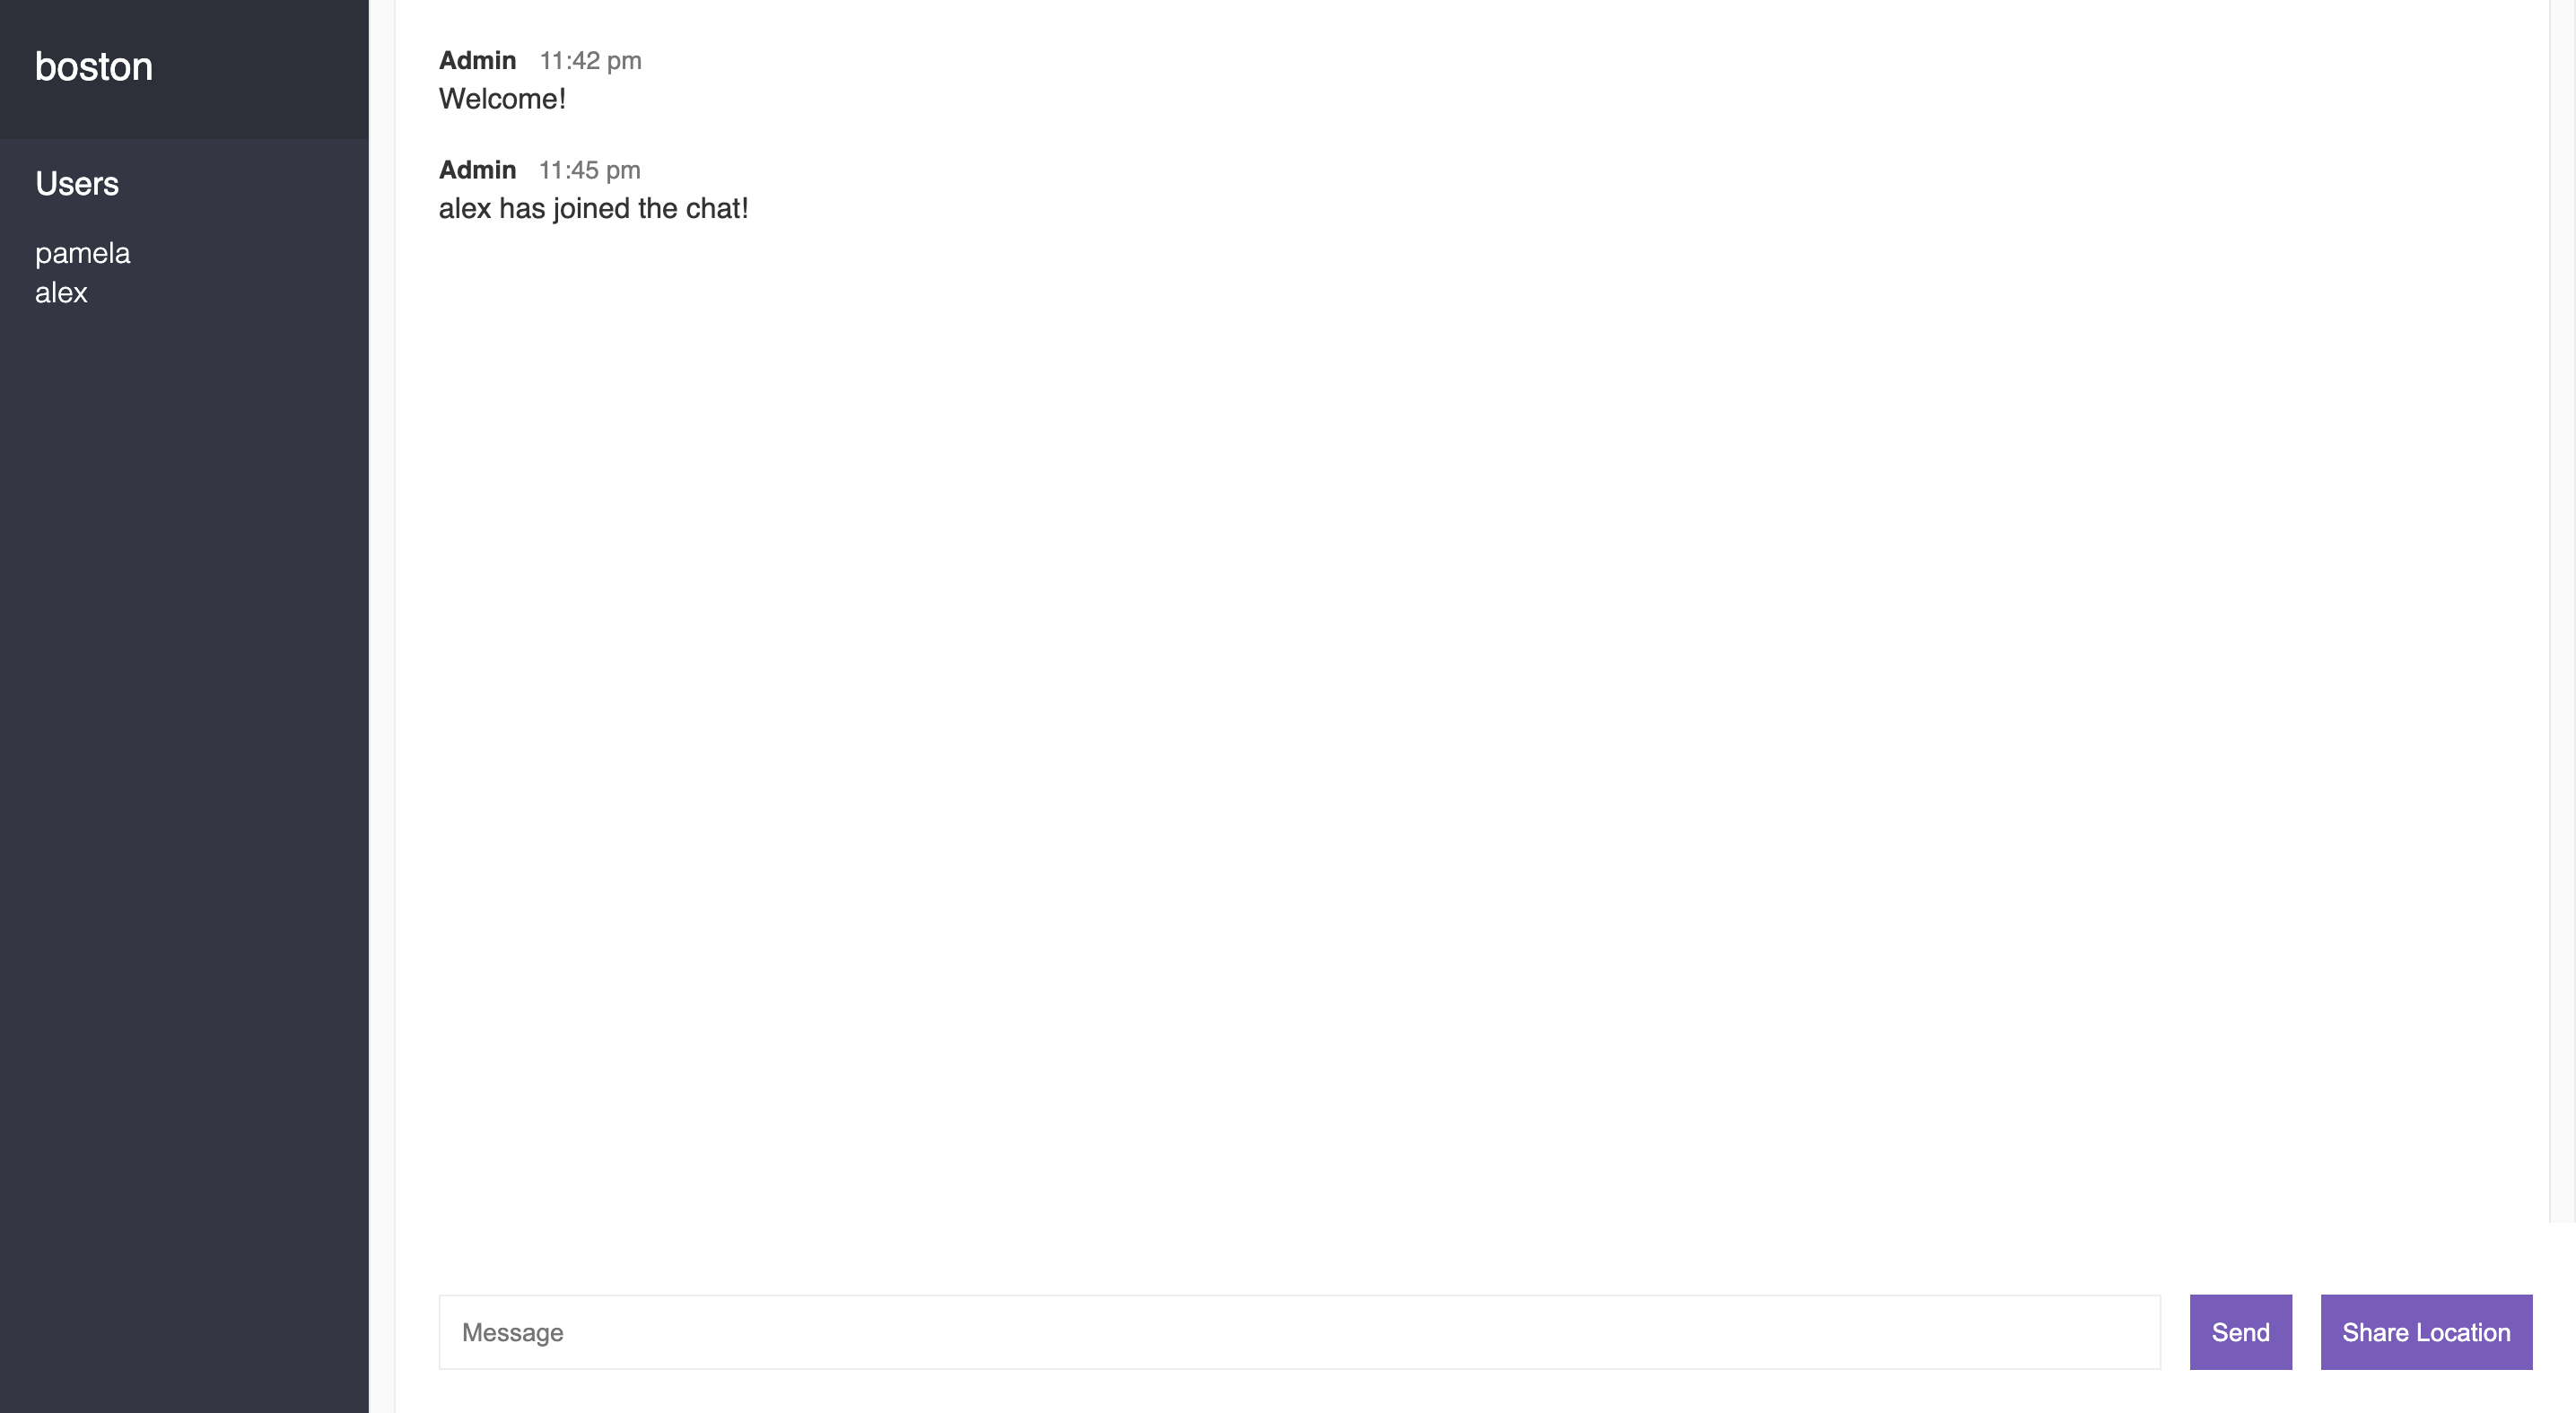 boston
Users
pamela
alex
Admin 11:42 pm
Welcome!
Admin 11:45 pm
alex has joined the chat!
Message
Send
Share Location